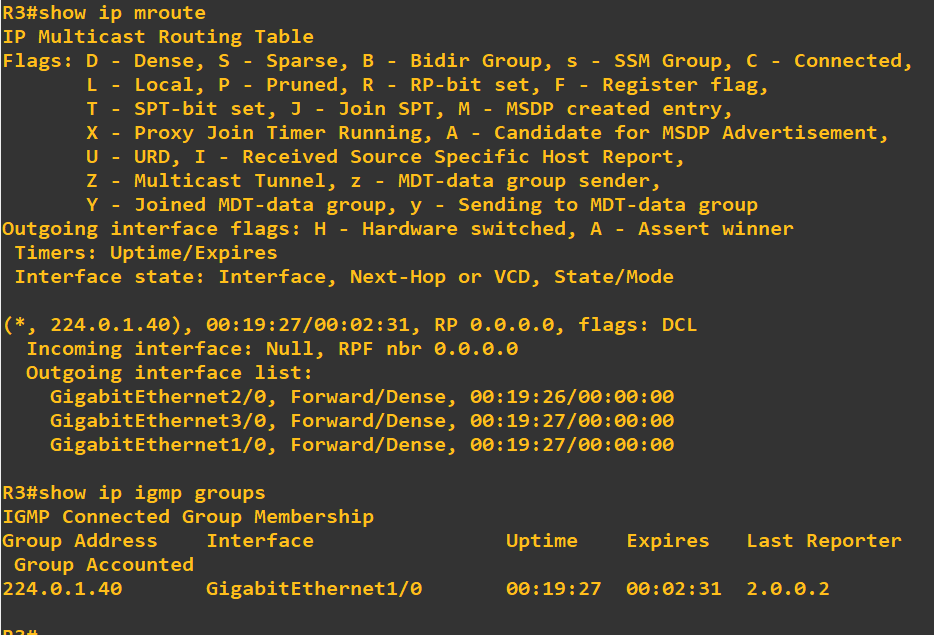 R3#show ip mroute
IP Multicast Routing Table
Flags: D - Dense, S - Sparse, B - Bidir Group, s - SSM Group, C - Connected,
       L - Local, P - Pruned, R - RP-bit set, F - Register flag,
       T - SPT-bit set, J - Join SPT, M - MSDP created entry,
       X - Proxy Join Timer Running, A - Candidate for MSDP Advertisement,
       U - URD, I - Received Source Specific Host Report,
       Z - Multicast Tunnel, z - MDT-data group sender,
       Y - Joined MDT-data group, y - Sending to MDT-data group
Outgoing interface flags: H - Hardware switched, A - Assert winner
 Timers: Uptime/Expires
 Interface state: Interface, Next-Hop or VCD, State/Mode

(*, 224.0.1.40), 00:19:27/00:02:31, RP 0.0.0.0, flags: DCL
  Incoming interface: Null, RPF nbr 0.0.0.0
  Outgoing interface list:
    GigabitEthernet2/0, Forward/Dense, 00:19:26/00:00:00
    GigabitEthernet3/0, Forward/Dense, 00:19:27/00:00:00
    GigabitEthernet1/0, Forward/Dense, 00:19:27/00:00:00

R3#show ip igmp groups
IGMP Connected Group Membership
Group Address    Interface                Uptime    Expires   Last Reporter
 Group Accounted
224.0.1.40       GigabitEthernet1/0       00:19:27  00:02:31  2.0.0.2

R3#